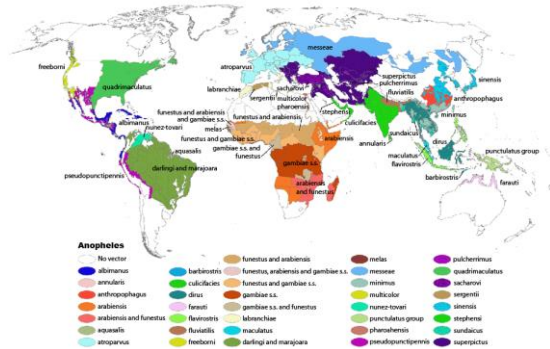 messeae
freeborni
atroparvus
quadrimaculatus
superpictus
pulcherrimus
sinensis
labranchiae
sacharovi
fluviatilis
sergentii
multicolor
anthropophagus
pharoensis
funestus and arabiensis
and gambiae s.s.
stephensi
minimus
albimanus
funestus and arabiensis
culicifacies
nunez-tovari
melas
arabiensis
sundaicus
funestus and gambiae s.s.
annularis
dirus
aquasalis
gambiae s.s. and
funestus
gambiae s.s.
maculatus
punctulatus group
darlingi and marajoara
flavirostris
pseudopunctipennis
arabiensis
and funestus
barbirostris
farauti
Anopheles
No vector
albimanus
annularis
anthropophagus
arabiensis
arabiensis and funestus
aquasalis
atroparvus
barbirostris
culicifacies
dirus
farauti
flavirostris
fluviatilis
freeborni
funestus and arabiensis
funestus, arabiensis and gambiae s.s.
funestus and gambiae s.s.
gambiae s.s.
gambiae s.s. and funestus
labranchiae
maculatus
darlingi and marajoara
melas
messeae
minimus
multicolor
nunez-tovari
punctulatus group
pharoensis
pseudopunctipennis
pulcherrimus
quadrimaculatus
sacharovi
sergentii
sinensis
stephensi
sundaicus
superpictus